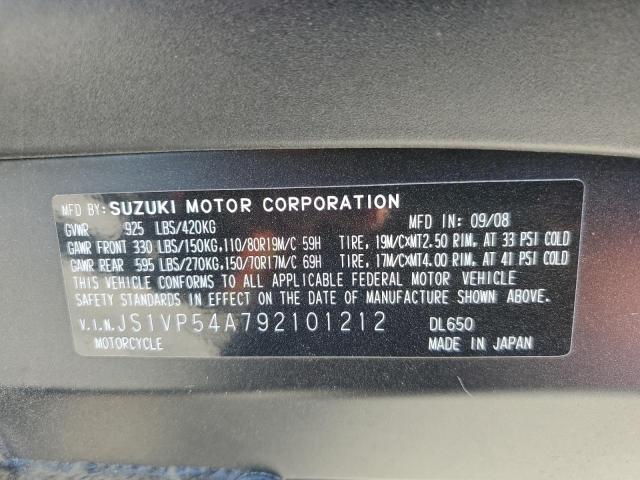 MFD BY: SUZUKI MOTOR CORPORATION
GVWR 925 LBS/420KG MFD IN: 09/08
GAWR FRONT 330 LBS/150KG,110/80R19M/C 59H TIRE, 19M/CXMT2.50 RIM, AT 33 PSI COLD
GAWR REAR 595 LBS/270KG,150/70R17M/C 69H TIRE, 17M/CXMT4.00 RIM, AT 41 PSI COLD
THIS VEHICLE CONFORMS TO ALL APPLICABLE FEDERAL MOTOR VEHICLE
SAFETY STANDARDS IN EFFECT ON THE DATE OF MANUFACTURE SHOWN ABOVE.
V.I.N. JS1VP54A792101212 DL650
MOTORCYCLE MADE IN JAPAN